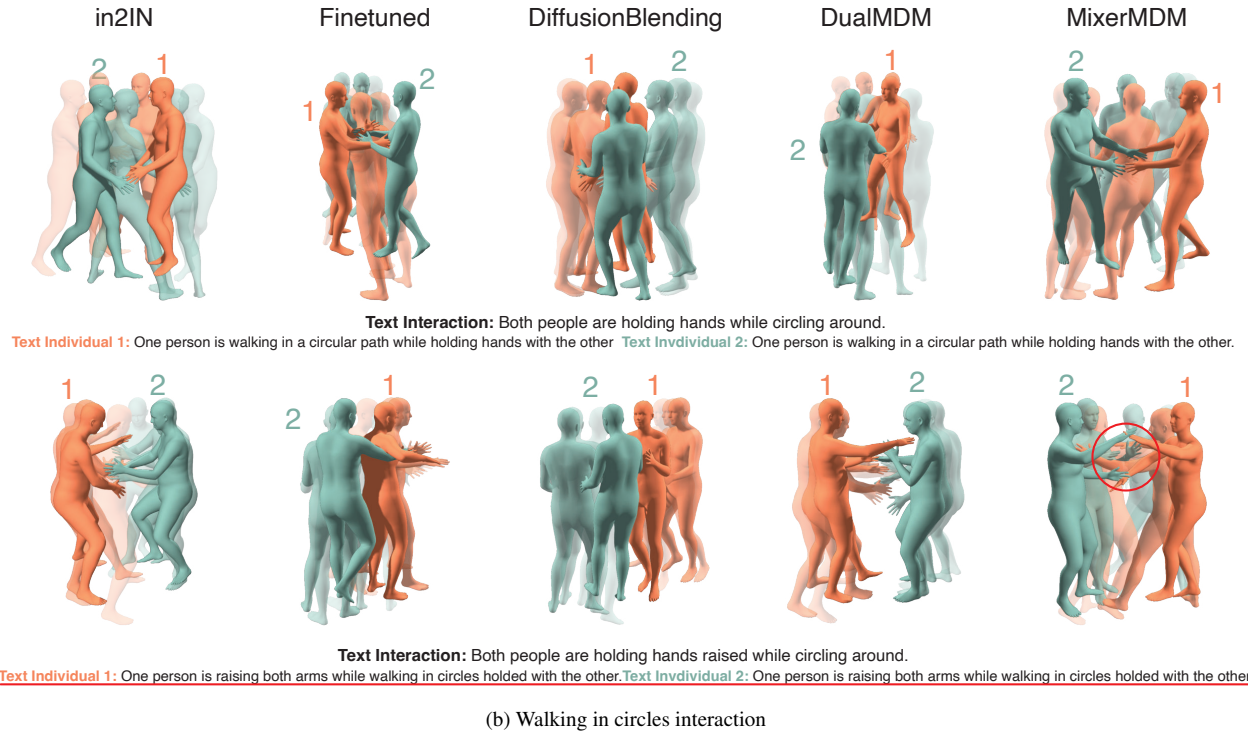 in2IN Finetuned DiffusionBlending DualMDM MixerMDM
2 1 1 2 1 2 1 2 2 1
Text Interaction: Both people are holding hands while circling around.
Text Individual 1: One person is walking in a circular path while holding hands with the other Text Invdividual 2: One person is walking in a circular path while holding hands with the other.
1 2 2 1 2 1 1 2 2 1
Text Interaction: Both people are holding hands raised while circling around.
Text Individual 1: One person is raising both arms while walking in circles holded with the other. Text Invdividual 2: One person is raising both arms while walking in circles holded with the other
(b) Walking in circles interaction